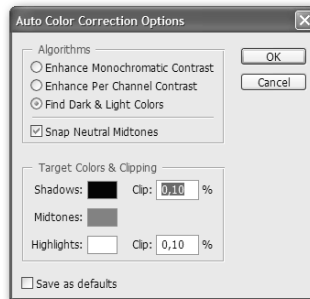 Auto Color Correction Options
Algorithms
Enhance Monochromatic Contrast
Enhance Per Channel Contrast
Find Dark & Light Colors
Snap Neutral Midtones
OK
Cancel
Target Colors & Clipping
Shadows: Clip: 0,10 %
Midtones:
Highlights: Clip: 0,10 %
Save as defaults